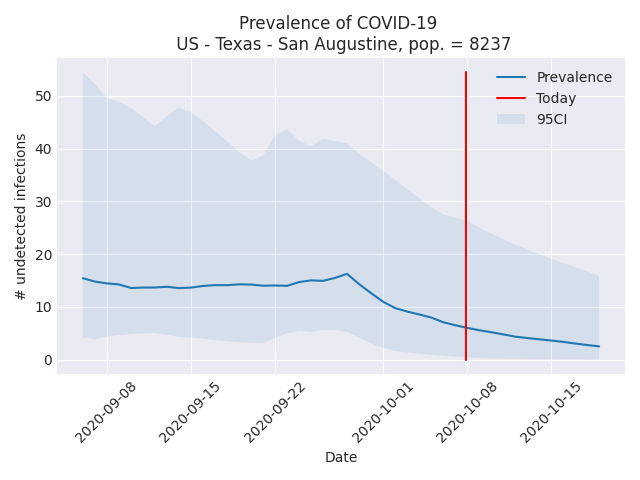 Prevalence of COVID-19
US - Texas - San Augustine, pop. = 8237
# undetected infections
50
40
30
20
10
0
Prevalence
Today
95CI
2020-09-08
2020-09-15
2020-09-22
2020-10-01
2020-10-08
2020-10-15
Date